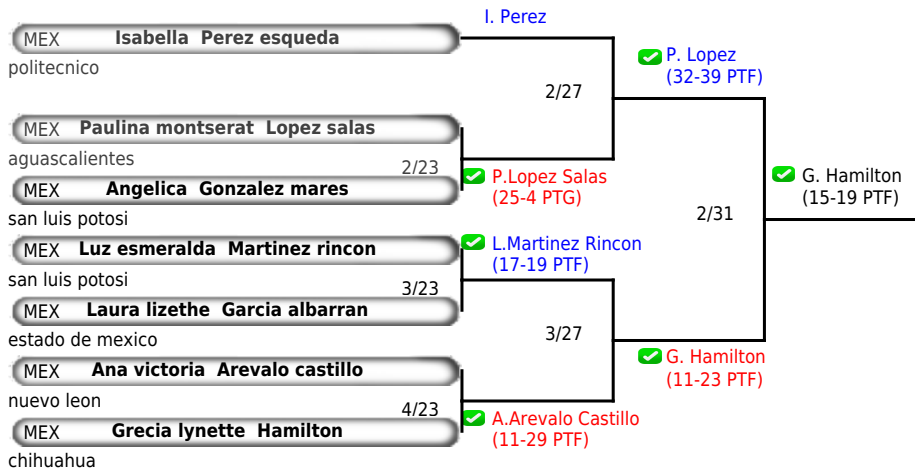 I. Perez
MEX Isabella Perez esqueda
politecnico
P. Lopez
(32-39 PTF)
2/27
MEX Paulina montserat Lopez salas
aguascalientes
2/23
P.Lopez Salas
(25-4 PTG)
MEX Angelica Gonzalez mares
san luis potosi
G. Hamilton
(15-19 PTF)
2/31
MEX Luz esmeralda Martinez rincon
san luis potosi
L.Martinez Rincon
(17-19 PTF)
3/23
MEX Laura lizethe Garcia albarran
estado de mexico
3/27
G. Hamilton
(11-23 PTF)
MEX Ana victoria Arevalo castillo
nuevo leon
4/23
A.Arevalo Castillo
(11-29 PTF)
MEX Grecia lynette Hamilton
chihuahua